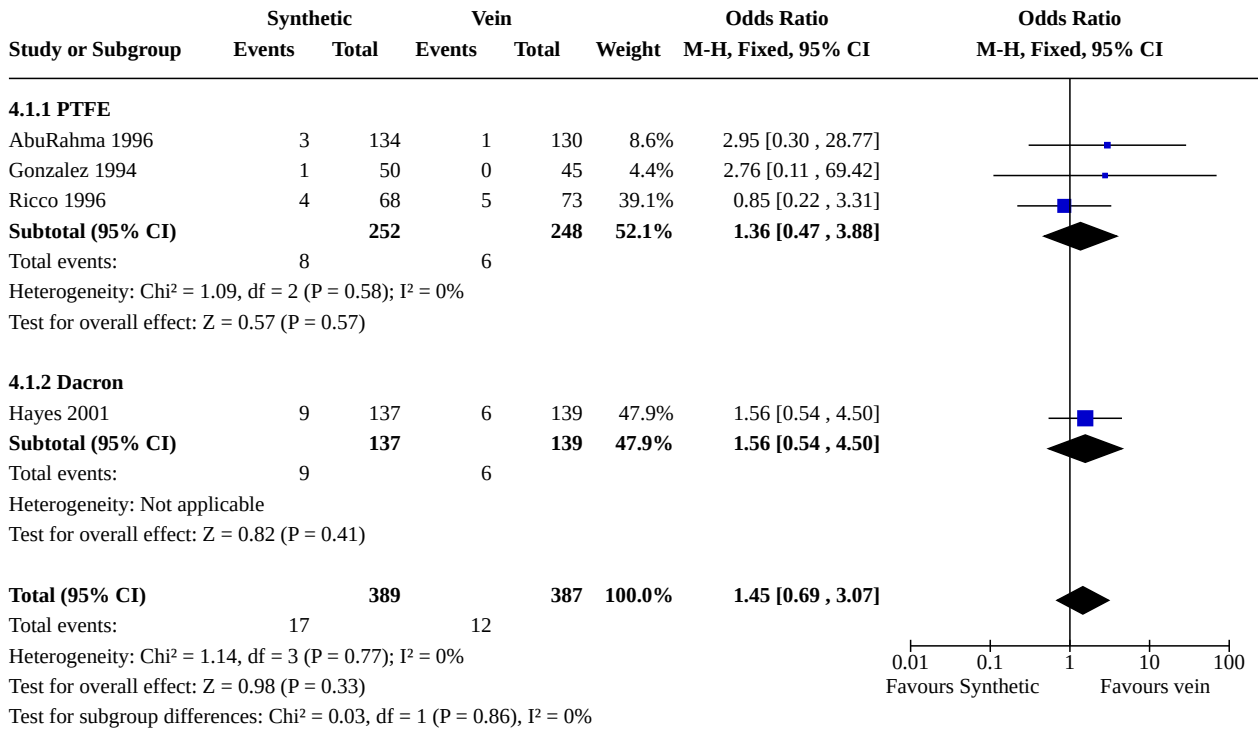 Synthetic Vein Odds Ratio Odds Ratio
Study or Subgroup Events Total Events Total Weight M-H, Fixed, 95% CI M-H, Fixed, 95% CI
4.1.1 PTFE
AbuRahma 1996 3 134 1 130 8.6% 2.95 [0.30 , 28.77]
Gonzalez 1994 1 50 0 45 4.4% 2.76 [0.11 , 69.42]
Ricco 1996 4 68 5 73 39.1% 0.85 [0.22 , 3.31]
Subtotal (95% CI) 252 248 52.1% 1.36 [0.47 , 3.88]
Total events: 8 6
Heterogeneity: Chi² = 1.09, df = 2 (P = 0.58); I² = 0%
Test for overall effect: Z = 0.57 (P = 0.57)
4.1.2 Dacron
Hayes 2001 9 137 6 139 47.9% 1.56 [0.54 , 4.50]
Subtotal (95% CI) 137 139 47.9% 1.56 [0.54 , 4.50]
Total events: 9 6
Heterogeneity: Not applicable
Test for overall effect: Z = 0.82 (P = 0.41)
Total (95% CI) 389 387 100.0% 1.45 [0.69 , 3.07]
Total events: 17 12
Heterogeneity: Chi² = 1.14, df = 3 (P = 0.77); I² = 0%
Test for overall effect: Z = 0.98 (P = 0.33)
Test for subgroup differences: Chi² = 0.03, df = 1 (P = 0.86), I² = 0%
0.01 0.1 1 10 100
Favours Synthetic Favours vein